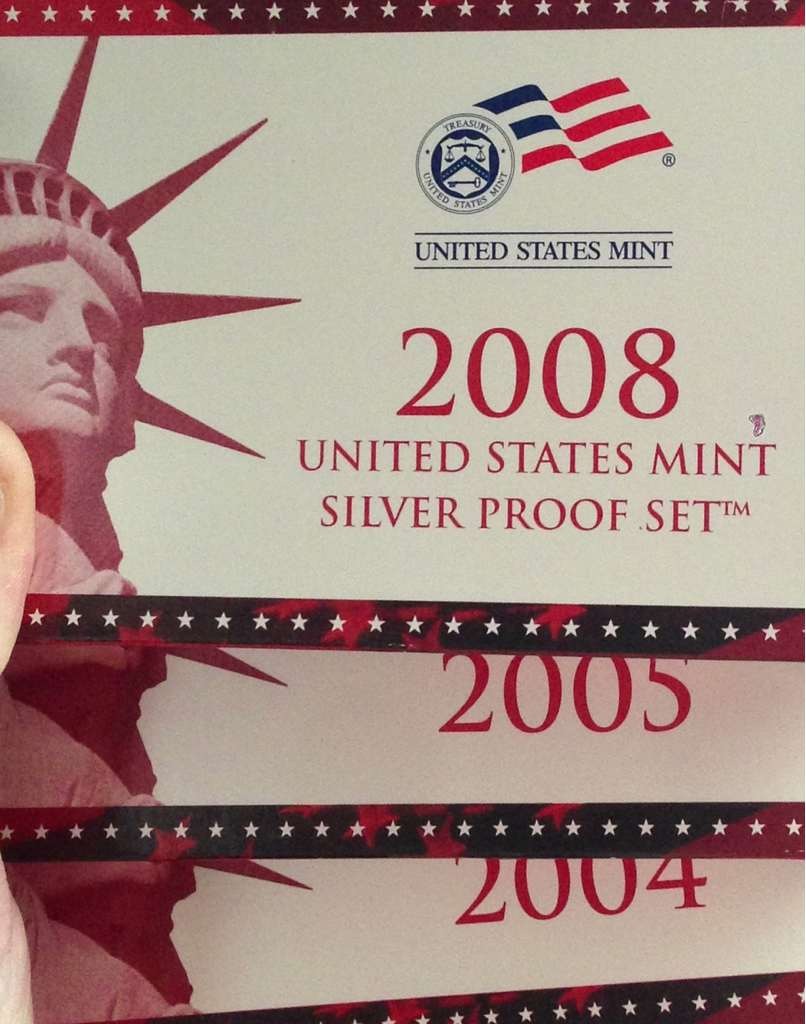 TREASURY
UNITED STATES MINT
®
UNITED STATES MINT
2008
UNITED STATES MINT
SILVER PROOF SET™
2005
2004